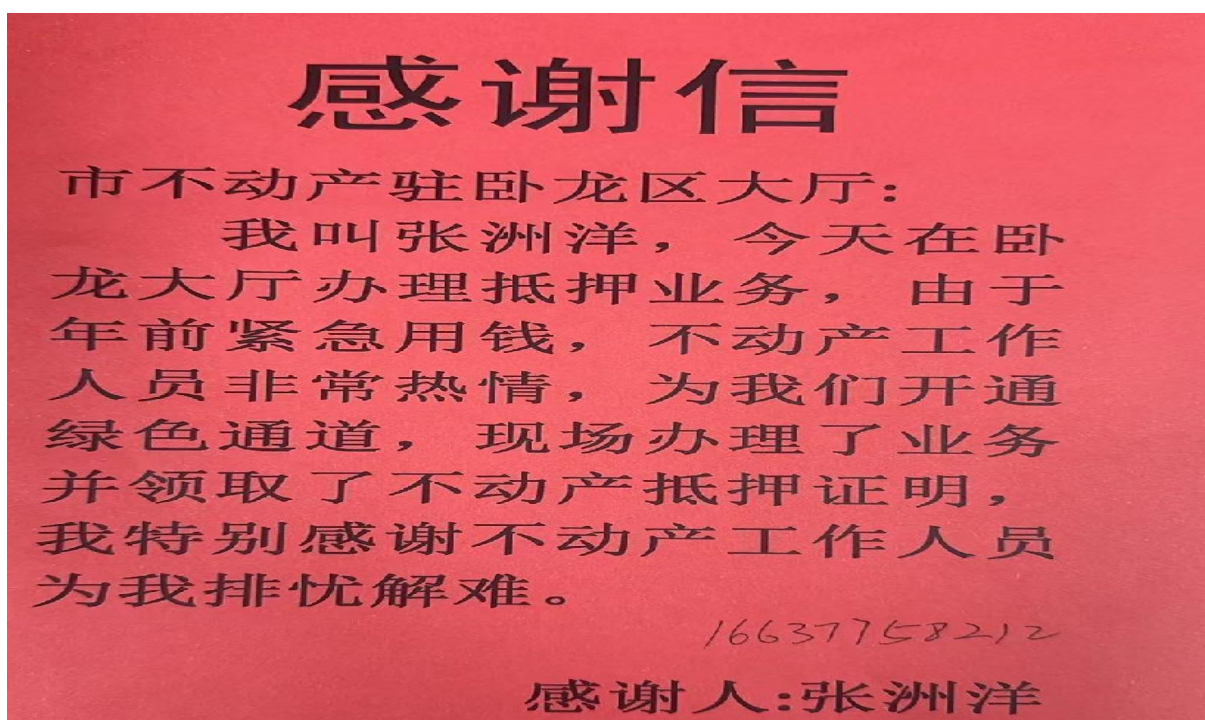 感谢信
市不动产驻卧龙区大厅:
我叫张洲洋，今天在卧
龙大厅办理抵押业务，由于
年前紧急用钱，不动产工作
人员非常热情，为我们开通
绿色通道，现场办理了业务
并领取了不动产抵押证明，
我特别感谢不动产工作人员
为我排忧解难。
16637758212
感谢人:张洲洋